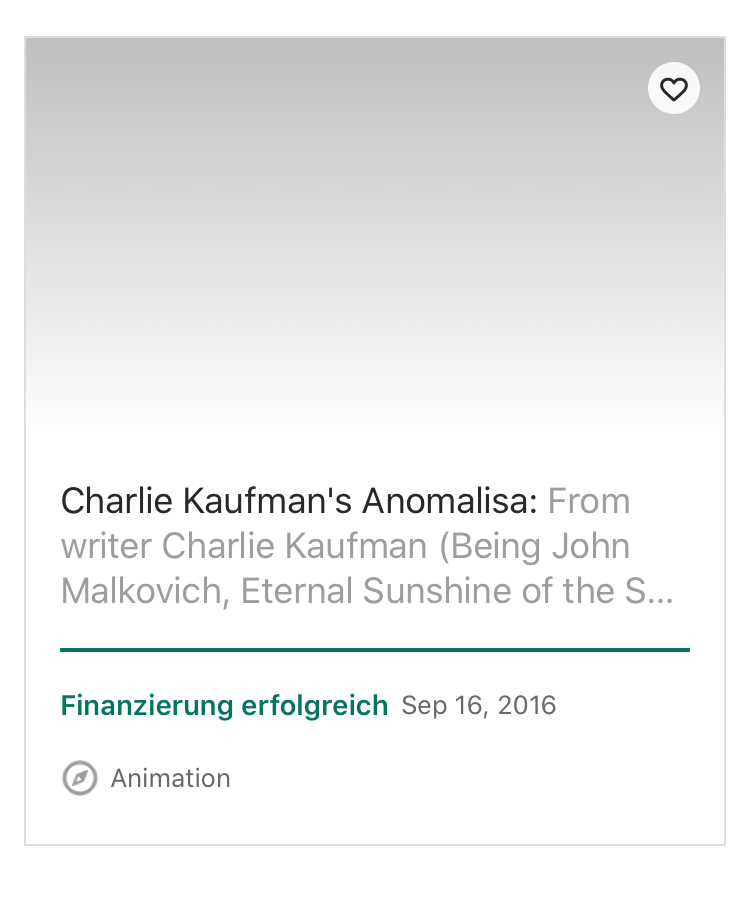 Charlie Kaufman's Anomalisa: From
writer Charlie Kaufman (Being John
Malkovich, Eternal Sunshine of the S...
Finanzierung erfolgreich Sep 16, 2016
Animation